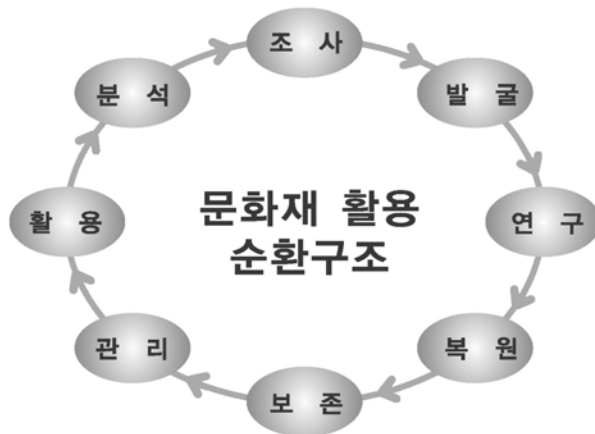 조 사
발 굴
연 구
복 원
보 존
관 리
활 용
분 석
문화재 활용
순환구조